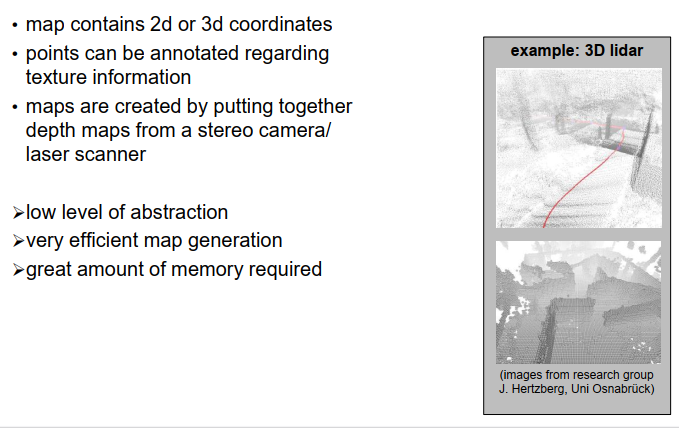 • map contains 2d or 3d coordinates
• points can be annotated regarding
texture information
• maps are created by putting together
depth maps from a stereo camera/
laser scanner
➢low level of abstraction
➢very efficient map generation
➢great amount of memory required
example: 3D lidar
(images from research group
J. Hertzberg, Uni Osnabrück)